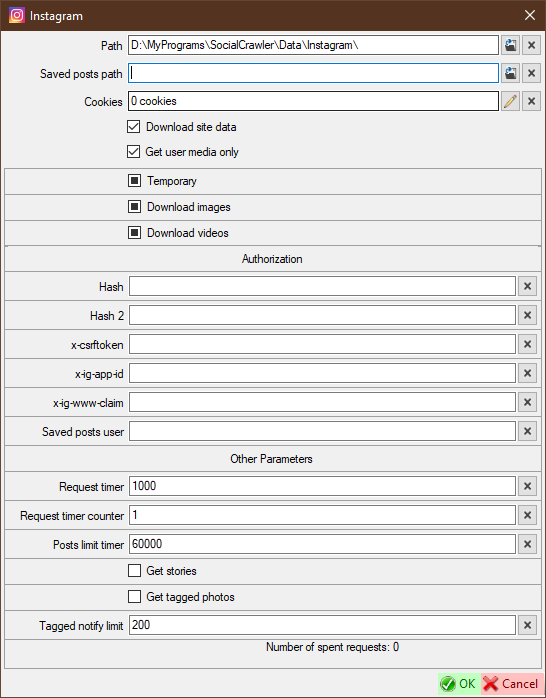 Instagram
Path D:\MyPrograms\SocialCrawler\Data\Instagram\
Saved posts path
Cookies 0 cookies
Download site data
Get user media only
Temporary
Download images
Download videos
Authorization
Hash
Hash 2
x-csrftoken
x-ig-app-id
x-ig-www-claim
Saved posts user
Other Parameters
Request timer 1000
Request timer counter 1
Posts limit timer 60000
Get stories
Get tagged photos
Tagged notify limit 200
Number of spent requests: 0
OK Cancel